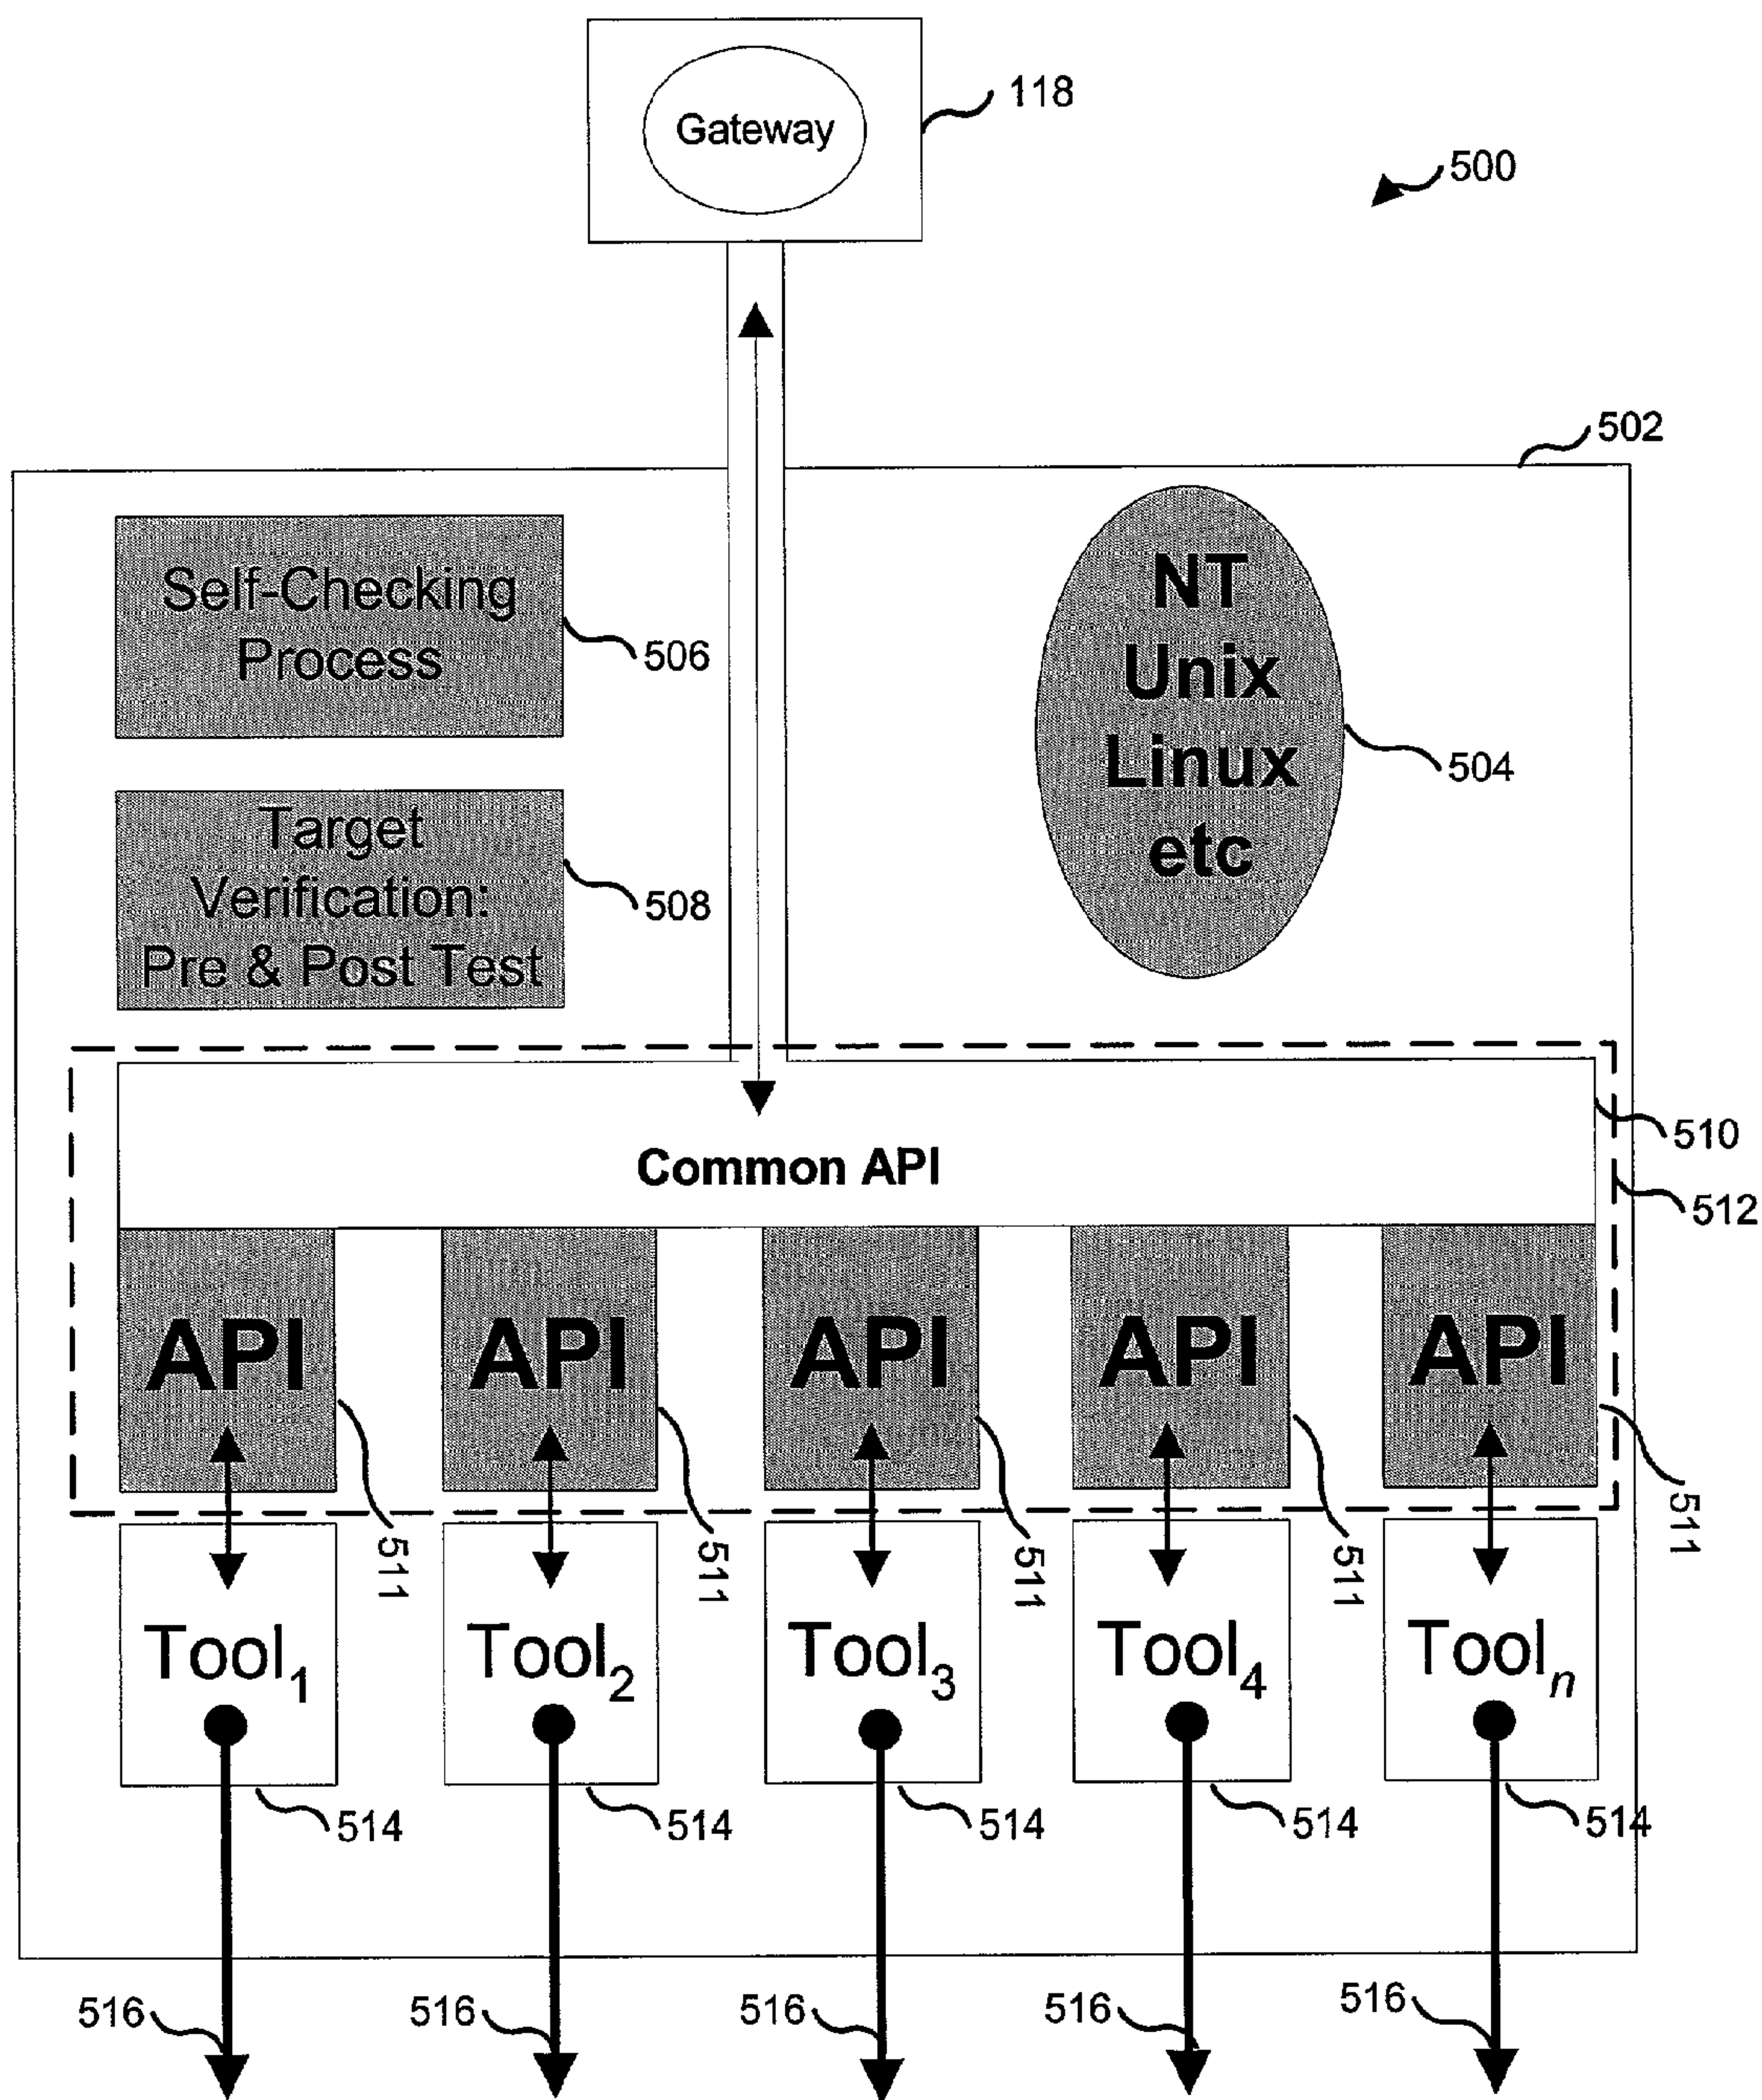 Gateway
118
500
502
Self-Checking
Process
506
NT
Unix
Linux
etc
504
Target
Verification:
Pre & Post Test
508
Common API
510
512
API
API
API
API
API
511
511
511
511
511
Tool1
Tool2
Tool3
Tool4
Tooln
514
514
514
514
514
516
516
516
516
516